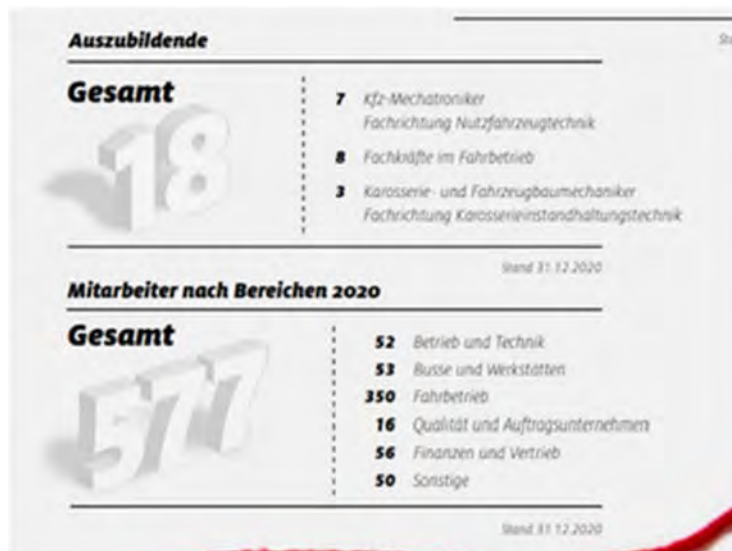 Auszubildende
Gesamt
18
7 Kfz-Mechatroniker
Fachrichtung Nutzfahrzeugtechnik
8 Fachkräfte im Fahrbetrieb
3 Karosserie- und Fahrzeugbaumechaniker
Fachrichtung Karosserieinstandhaltungstechnik
Stand 31.12.2020
Mitarbeiter nach Bereichen 2020
Gesamt
577
52 Betrieb und Technik
53 Busse und Werkstätten
350 Fahrbetrieb
16 Qualität und Auftragsunternehmen
56 Finanzen und Vertrieb
50 Sonstige
Stand 31.12.2020